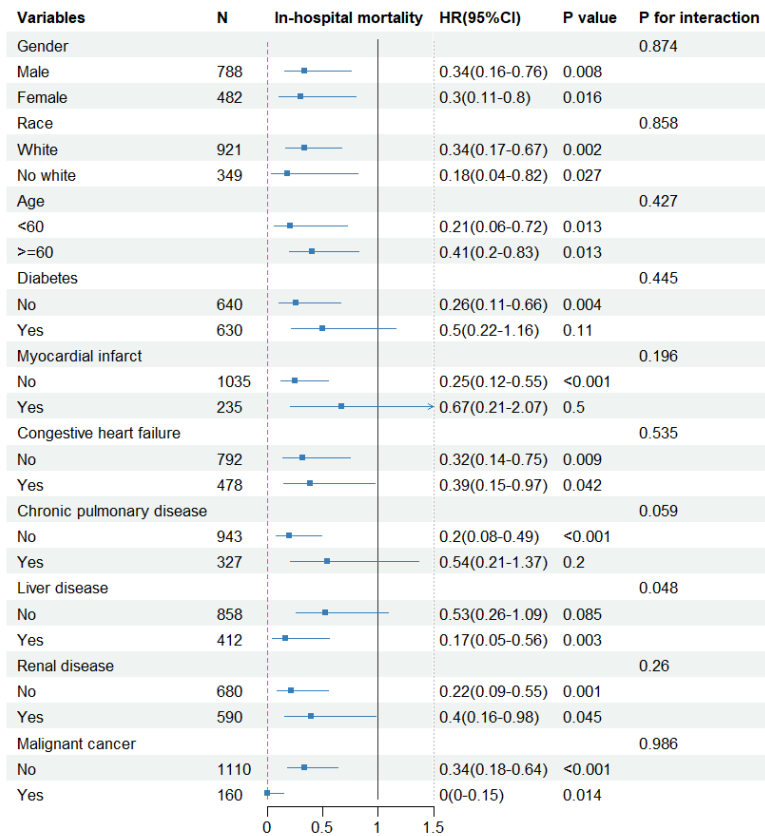 Variables N In-hospital mortality HR(95%CI) P value P for interaction
Gender 0.874
Male 788 0.34(0.16-0.76) 0.008
Female 482 0.3(0.11-0.8) 0.016
Race 0.858
White 921 0.34(0.17-0.67) 0.002
No white 349 0.18(0.04-0.82) 0.027
Age 0.427
<60 0.21(0.06-0.72) 0.013
>=60 0.41(0.2-0.83) 0.013
Diabetes 0.445
No 640 0.26(0.11-0.66) 0.004
Yes 630 0.5(0.22-1.16) 0.11
Myocardial infarct 0.196
No 1035 0.25(0.12-0.55) <0.001
Yes 235 0.67(0.21-2.07) 0.5
Congestive heart failure 0.535
No 792 0.32(0.14-0.75) 0.009
Yes 478 0.39(0.15-0.97) 0.042
Chronic pulmonary disease 0.059
No 943 0.2(0.08-0.49) <0.001
Yes 327 0.54(0.21-1.37) 0.2
Liver disease 0.048
No 858 0.53(0.26-1.09) 0.085
Yes 412 0.17(0.05-0.56) 0.003
Renal disease 0.26
No 680 0.22(0.09-0.55) 0.001
Yes 590 0.4(0.16-0.98) 0.045
Malignant cancer 0.986
No 1110 0.34(0.18-0.64) <0.001
Yes 160 0(0-0.15) 0.014
0 0.5 1 1.5